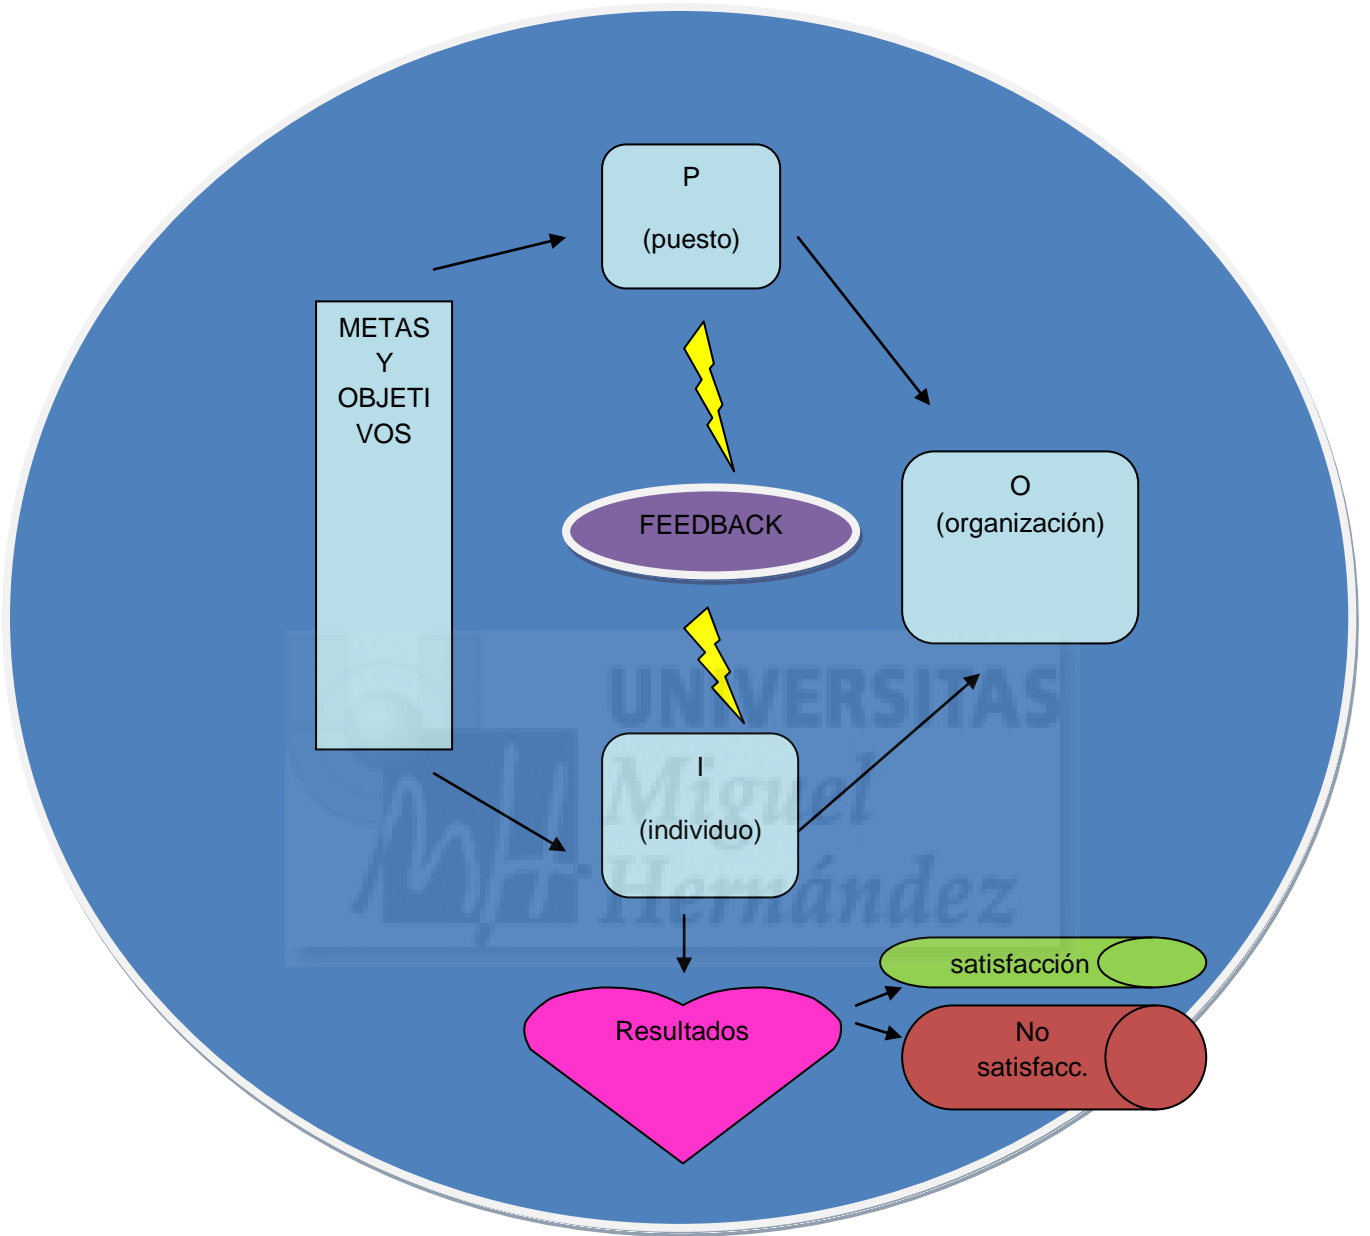 P
(puesto)
METAS
Y
OBJETI
VOS
O
(organización)
FEEDBACK
UNIVERSITAS
Miguel
Hernández
I
(individuo)
satisfacción
Resultados
No
satisfacc.